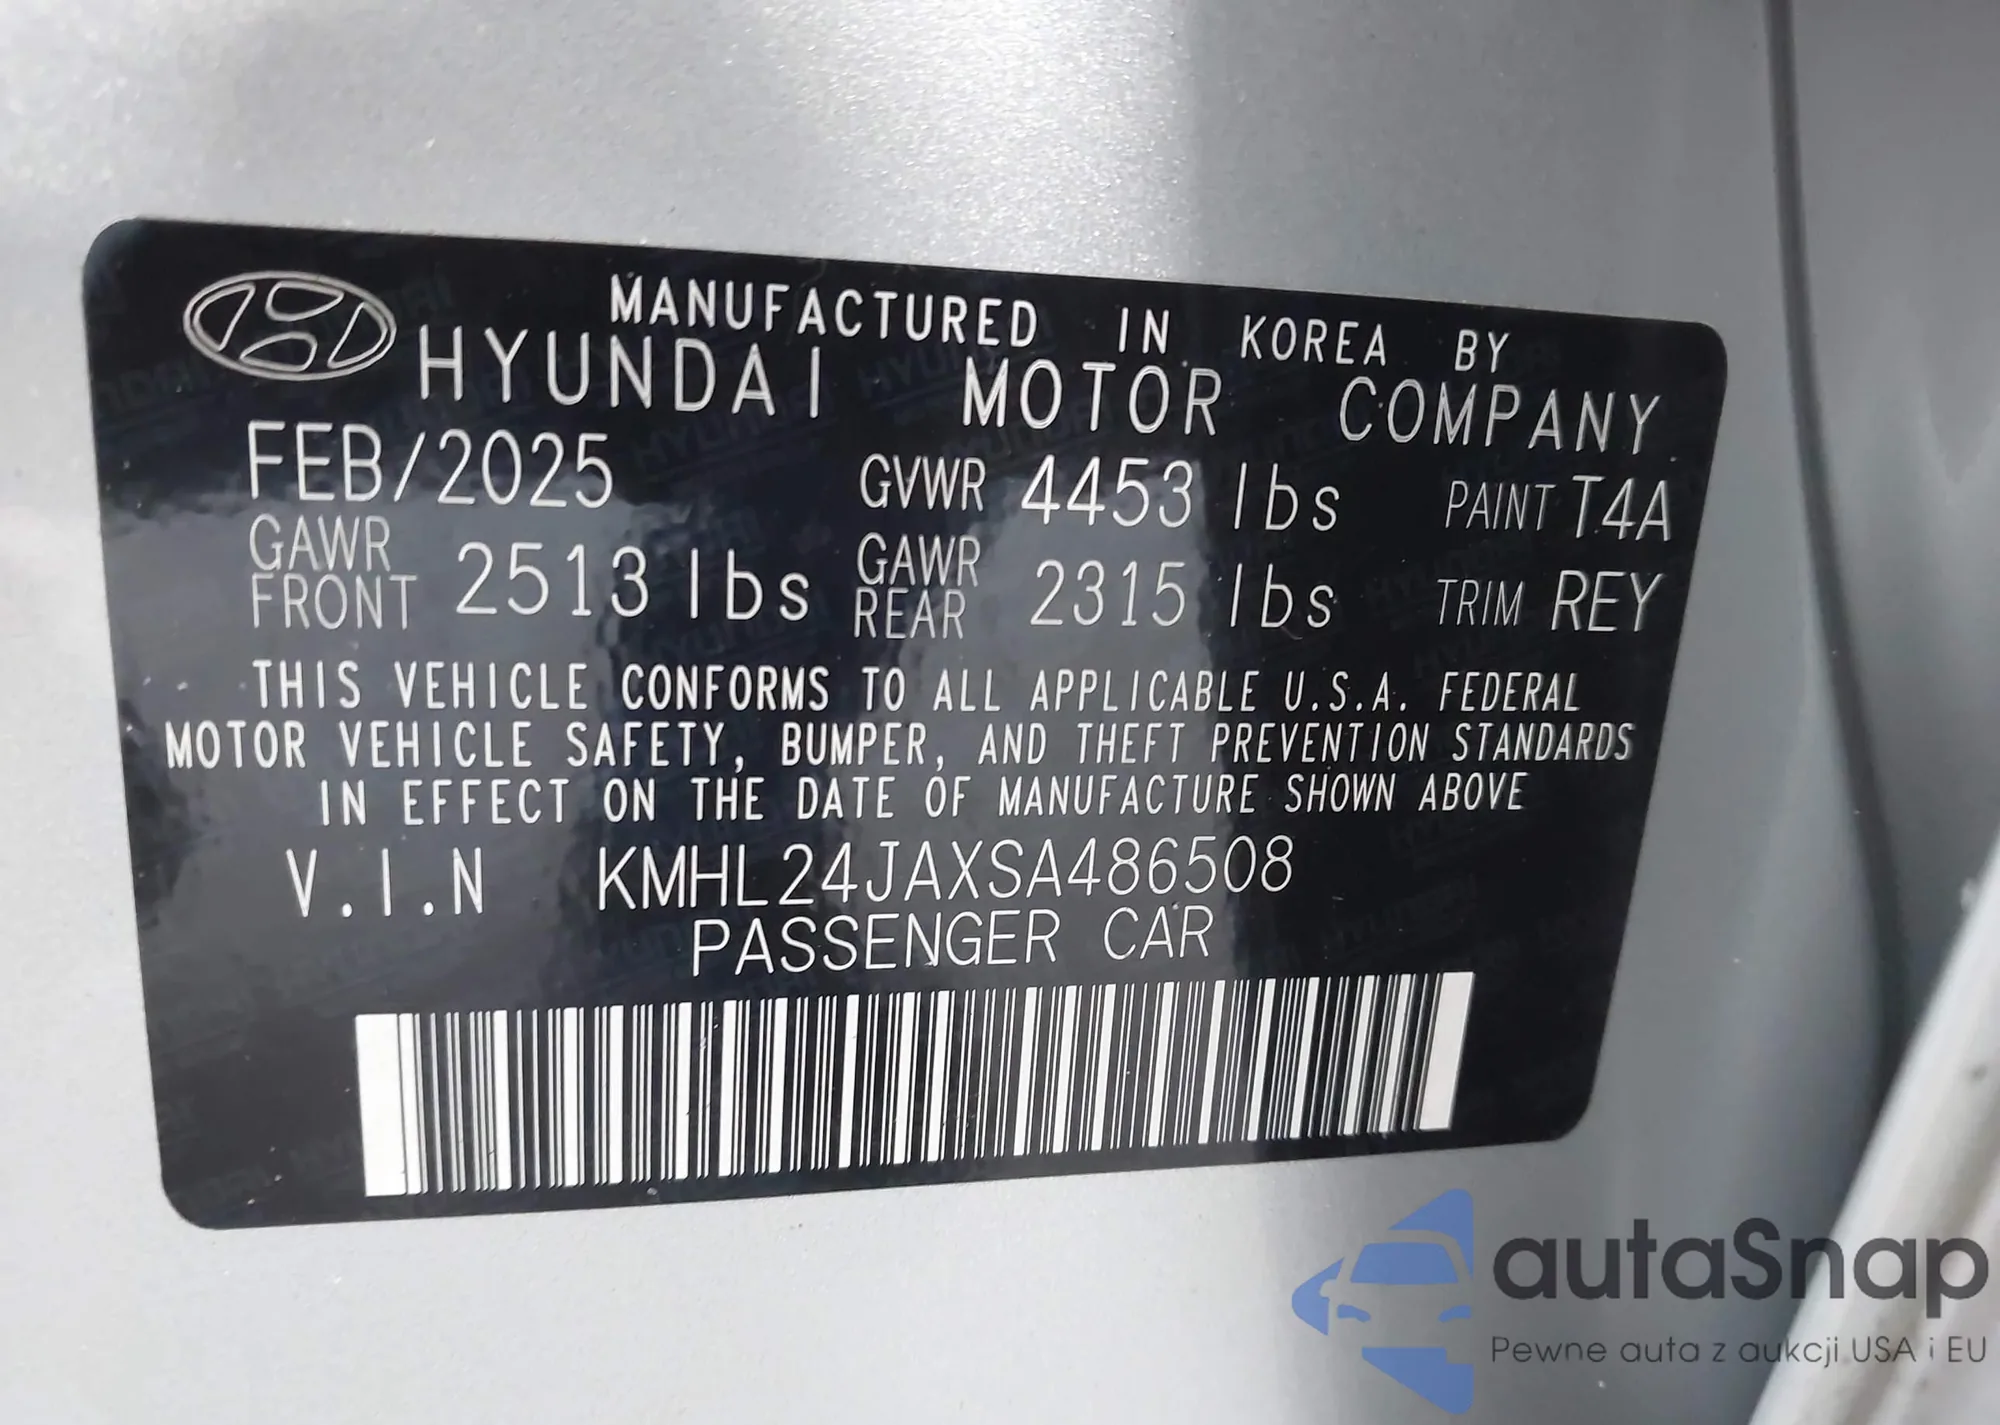 MANUFACTURED IN KOREA BY
HYUNDAI MOTOR COMPANY
FEB/2025 GVWR 4453 lbs PAINT T4A
GAWR FRONT 2513 lbs GAWR REAR 2315 lbs TRIM REY
THIS VEHICLE CONFORMS TO ALL APPLICABLE U.S.A. FEDERAL
MOTOR VEHICLE SAFETY, BUMPER, AND THEFT PREVENTION STANDARDS
IN EFFECT ON THE DATE OF MANUFACTURE SHOWN ABOVE
V.I.N KMHL24JAXSA486508
PASSENGER CAR
autaSnap
Pewne auta z aukcji USA i EU